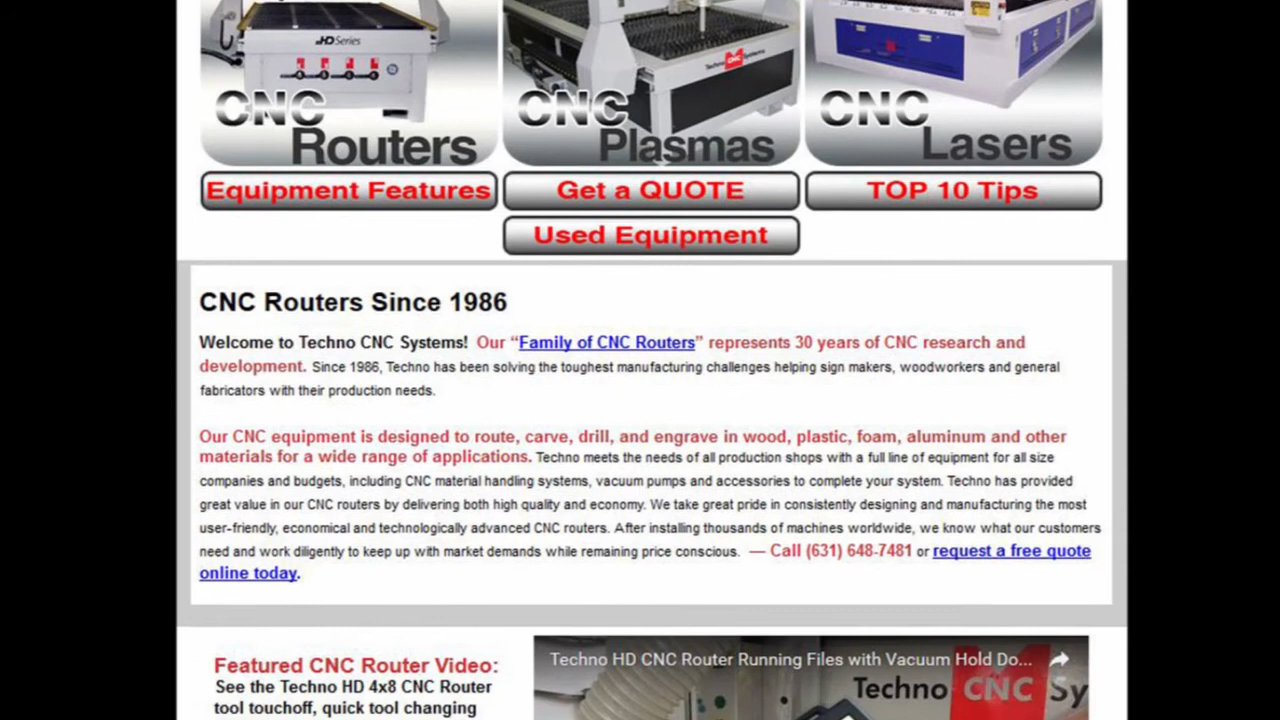 HD Series
Techno CNC Systems
CNC
Routers
CNC
Plasmas
CNC
Lasers
Equipment Features
Get a QUOTE
TOP 10 Tips
Used Equipment
CNC Routers Since 1986
Welcome to Techno CNC Systems! Our “Family of CNC Routers” represents 30 years of CNC research and
development. Since 1986, Techno has been solving the toughest manufacturing challenges helping sign makers, woodworkers and general
fabricators with their production needs.
Our CNC equipment is designed to route, carve, drill, and engrave in wood, plastic, foam, aluminum and other
materials for a wide range of applications. Techno meets the needs of all production shops with a full line of equipment for all size
companies and budgets, including CNC material handling systems, vacuum pumps and accessories to complete your system. Techno has provided
great value in our CNC routers by delivering both high quality and economy. We take great pride in consistently designing and manufacturing the most
user-friendly, economical and technologically advanced CNC routers. After installing thousands of machines worldwide, we know what our customers
need and work diligently to keep up with market demands while remaining price conscious. — Call (631) 648-7481 or request a free quote
online today.
Featured CNC Router Video:
See the Techno HD 4x8 CNC Router
tool touchoff, quick tool changing
Techno HD CNC Router Running Files with Vacuum Hold Do...
Techno CNC Sy